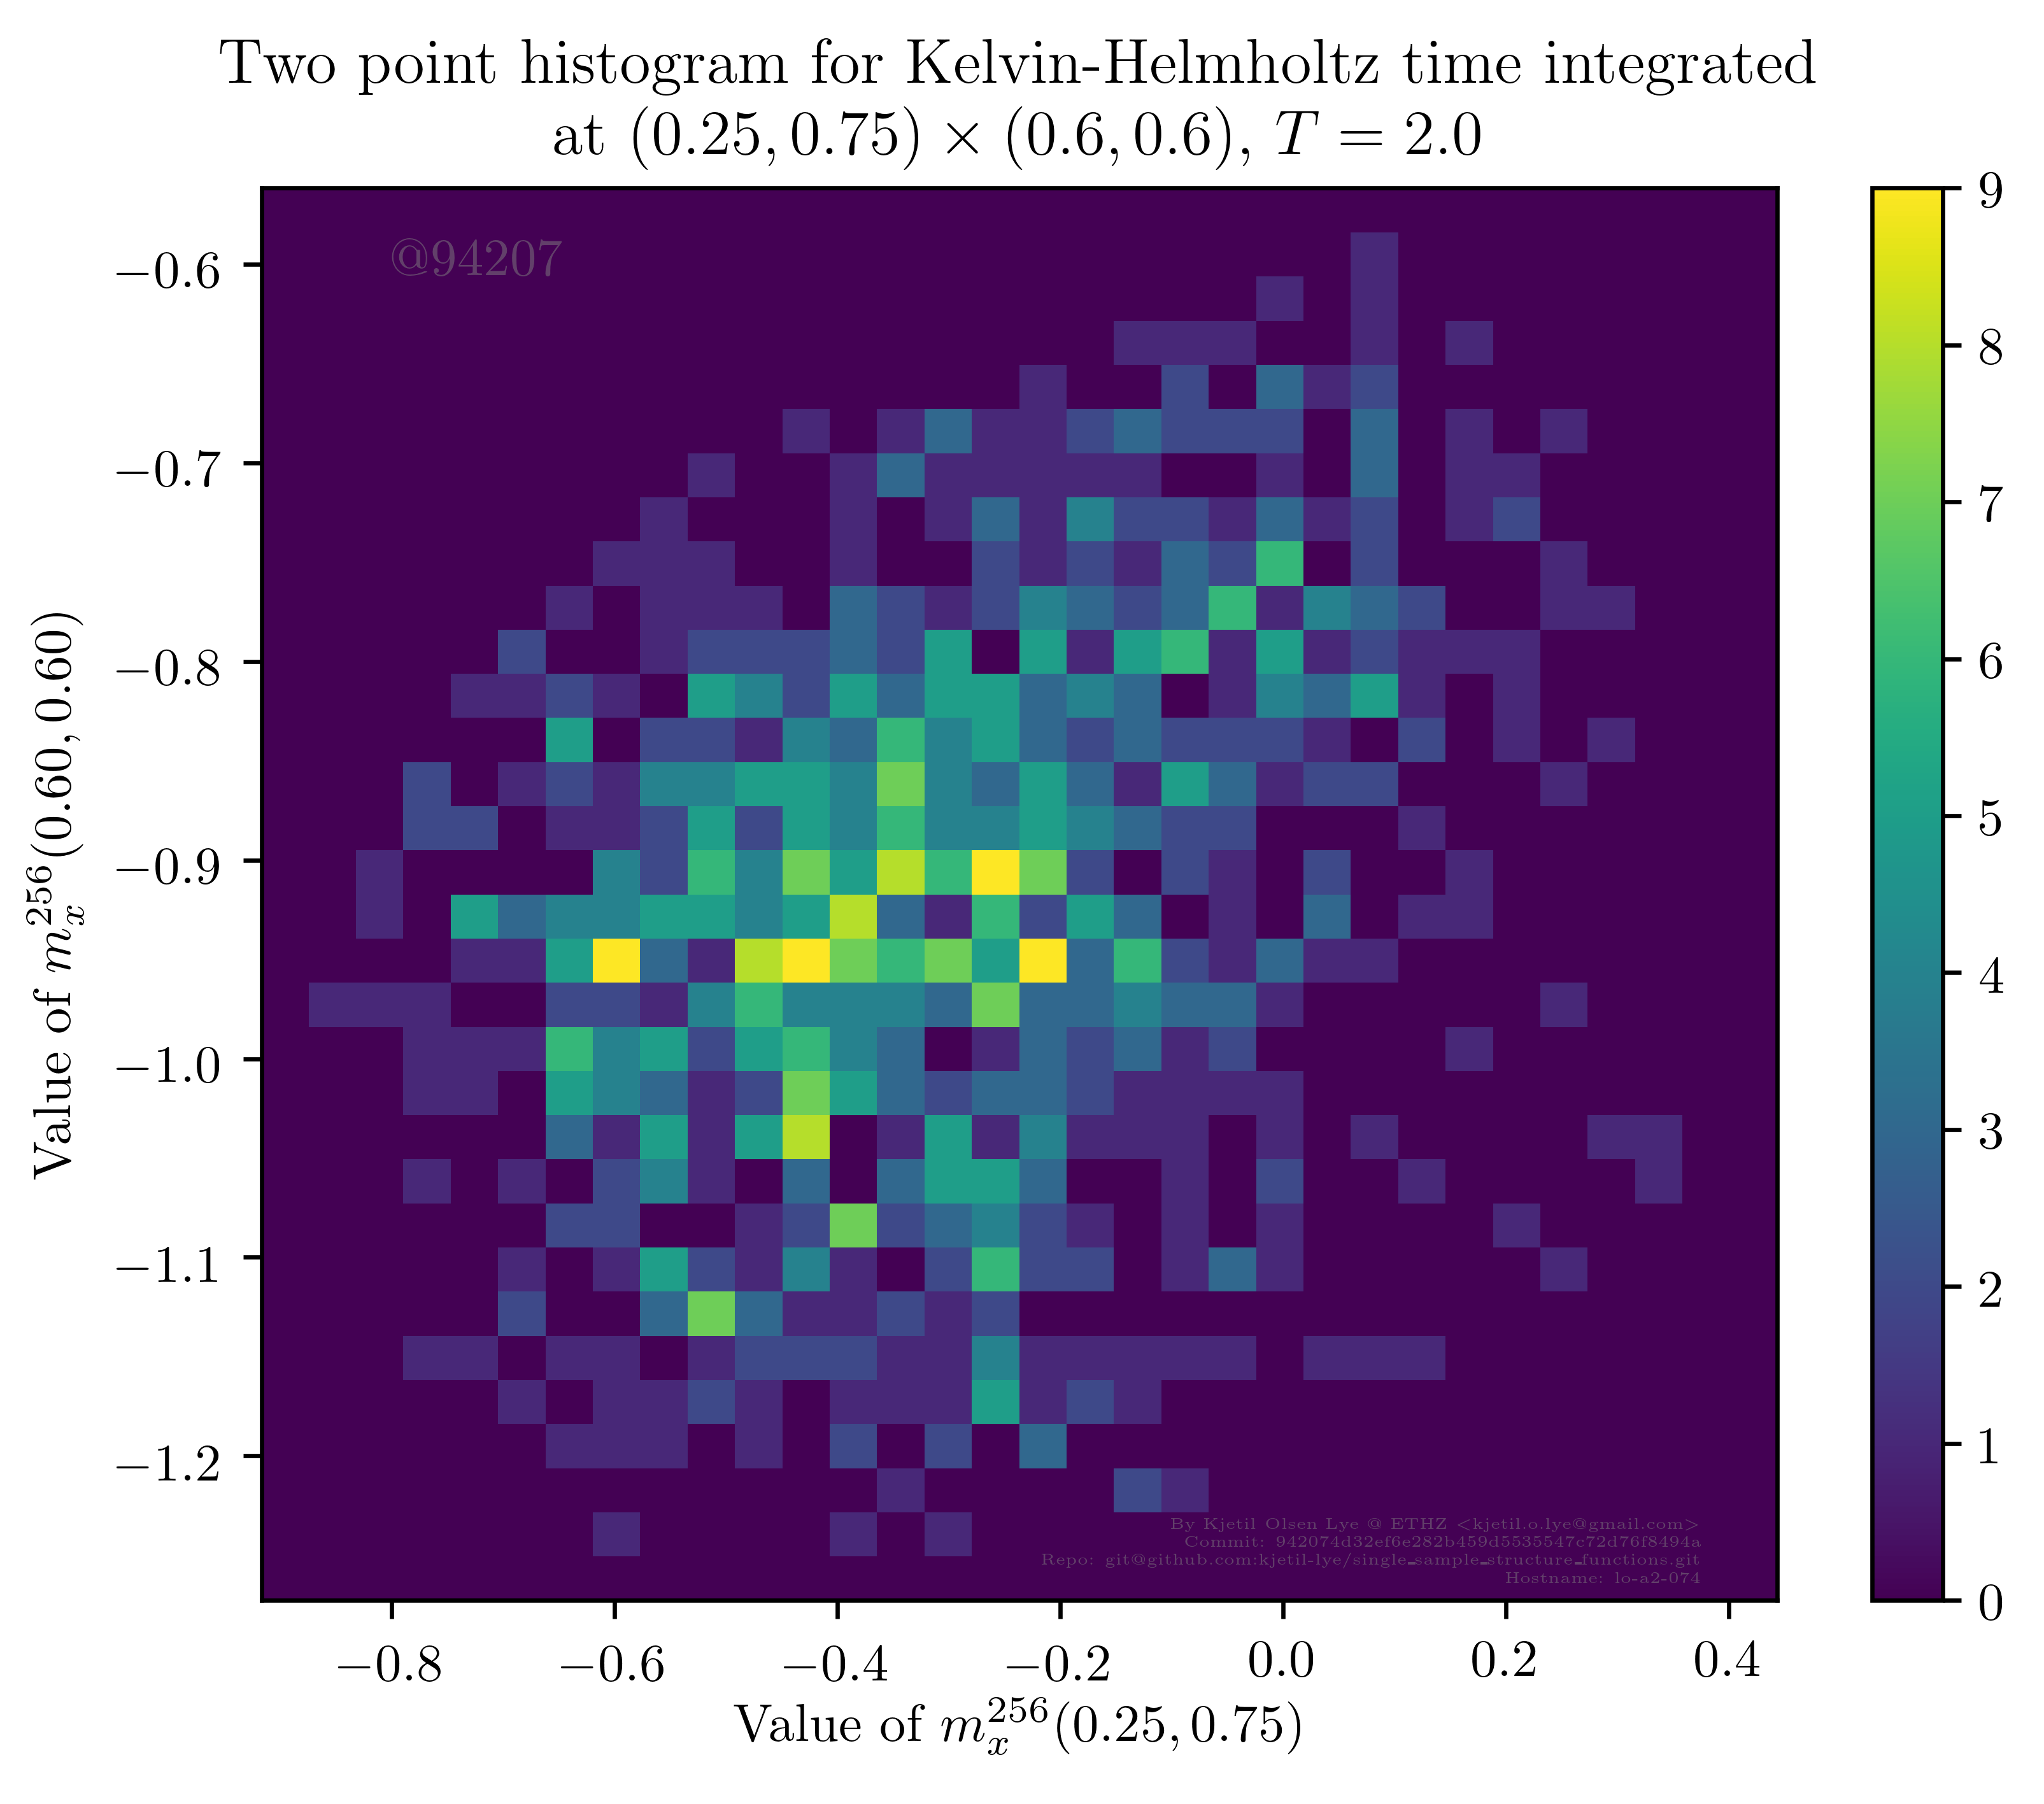 Two point histogram for Kelvin-Helmholtz time integrated
at (0.25, 0.75) × (0.6, 0.6), T = 2.0
@94207
−0.6
−0.7
−0.8
−0.9
−1.0
−1.1
−1.2
Value of m_x^256(0.60, 0.60)
−0.8 −0.6 −0.4 −0.2 0.0 0.2 0.4
Value of m_x^256(0.25, 0.75)
9
8
7
6
5
4
3
2
1
0
By Kjetil Olsen Lye @ ETHZ <kjetil.o.lye@gmail.com>
Commit: 942074d32ef6e282b459d5535547c72d76f8494a
Repo: git@github.com:kjetil-lye/single_sample_structure_functions.git
Hostname: lo-a2-074